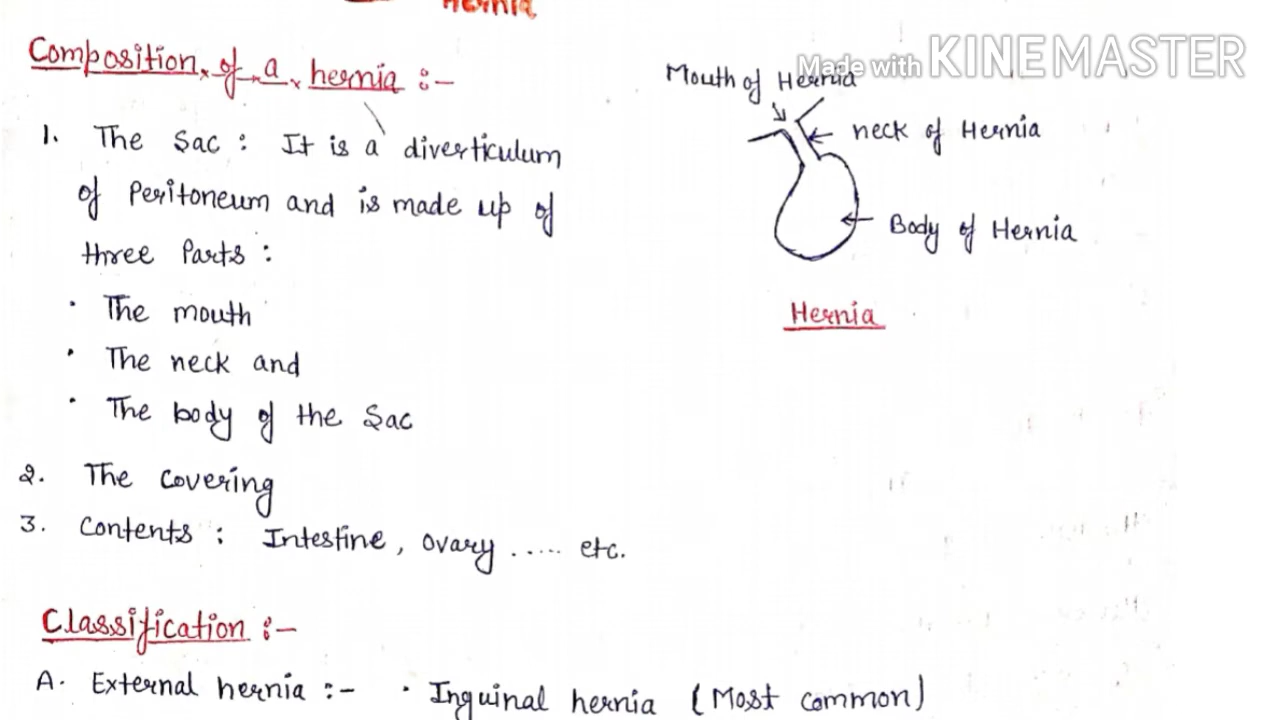 Hernia
Composition of a hernia :-
1. The Sac : It is a diverticulum
of Peritoneum and is made up of
three Parts :
• The mouth
• The neck and
• The body of the Sac
2. The covering
3. Contents : Intestine, ovary ..... etc.
Made with KINEMASTER
Mouth of Hernia
neck of Hernia
Body of Hernia
Hernia
Classification :-
A. External hernia :- • Inguinal hernia (Most common)